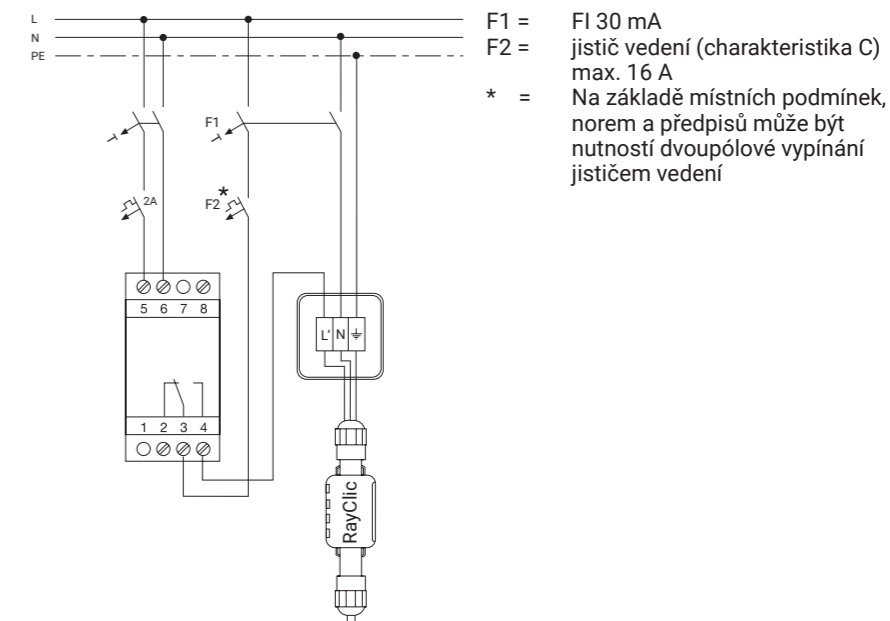 L
N
PE
F1 = FI 30 mA
F2 = jistič vedení (charakteristika C)
max. 16 A
* = Na základě místních podmínek,
norem a předpisů může být
nutností dvoupólové vypínání
jističem vedení
F1
2A
F2 *
5 6 7 8
L' N
1 2 3 4
RayClic